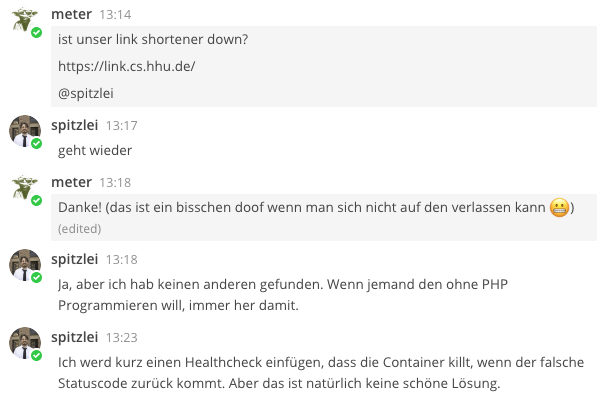 meter 13:14
ist unser link shortener down?
https://link.cs.hhu.de/
@spitzlei
spitzlei 13:17
geht wieder
meter 13:18
Danke! (das ist ein bisschen doof wenn man sich nicht auf den verlassen kann 😬)
(edited)
spitzlei 13:18
Ja, aber ich hab keinen anderen gefunden. Wenn jemand den ohne PHP
Programmieren will, immer her damit.
spitzlei 13:23
Ich werd kurz einen Healthcheck einfügen, dass die Container killt, wenn der falsche
Statuscode zurück kommt. Aber das ist natürlich keine schöne Lösung.